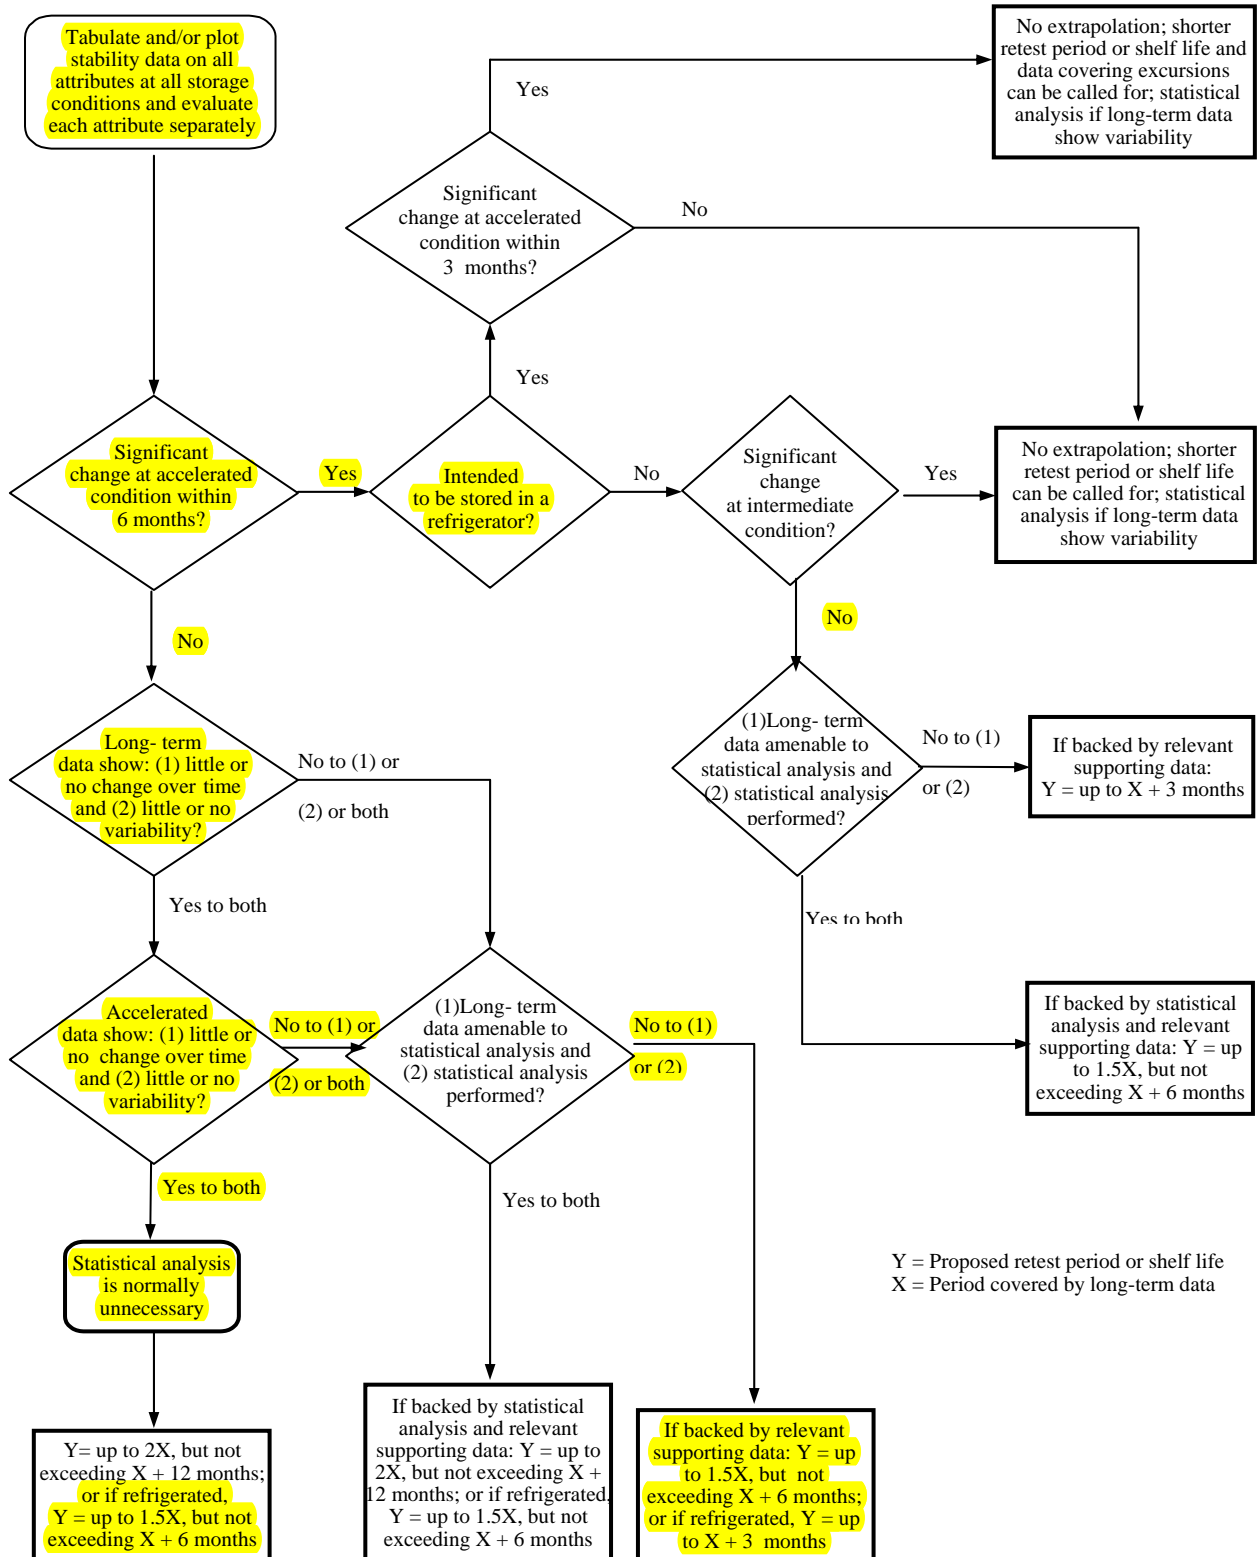 Tabulate and/or plot
stability data on all
attributes at all storage
conditions and evaluate
each attribute separately
No extrapolation; shorter
retest period or shelf life and
data covering excursions
can be called for; statistical
analysis if long-term data
show variability
Yes
Significant
change at accelerated
condition within
3 months?
No
Yes
Significant
change at accelerated
condition within
6 months?
Yes
Intended
to be stored in a
refrigerator?
No
Significant
change
at intermediate
condition?
Yes
No extrapolation; shorter
retest period or shelf life
can be called for; statistical
analysis if long-term data
show variability
No
No
Long- term
data show: (1) little or
no change over time
and (2) little or no
variability?
No to (1) or
(2) or both
(1)Long- term
data amenable to
statistical analysis and
(2) statistical analysis
performed?
No to (1)
or (2)
If backed by relevant
supporting data:
Y = up to X + 3 months
Yes to both
Yes to both
Accelerated
data show: (1) little or
no change over time
and (2) little or no
variability?
No to (1) or
(2) or both
(1)Long- term
data amenable to
statistical analysis and
(2) statistical analysis
performed?
No to (1)
or (2)
If backed by statistical
analysis and relevant
supporting data: Y = up
to 1.5X, but not
exceeding X + 6 months
Yes to both
Yes to both
Statistical analysis
is normally
unnecessary
Y = Proposed retest period or shelf life
X = Period covered by long-term data
Y= up to 2X, but not
exceeding X + 12 months;
or if refrigerated,
Y = up to 1.5X, but not
exceeding X + 6 months
If backed by statistical
analysis and relevant
supporting data: Y = up to
2X, but not exceeding X +
12 months; or if refrigerated,
Y = up to 1.5X, but not
exceeding X + 6 months
If backed by relevant
supporting data: Y = up
to 1.5X, but not
exceeding X + 6 months;
or if refrigerated, Y = up
to X + 3 months